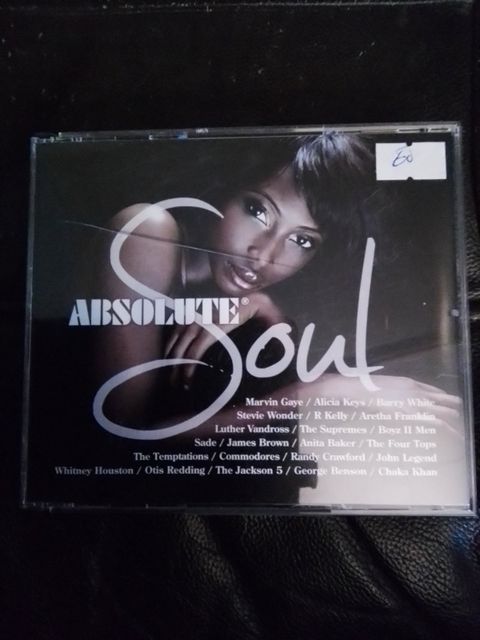 60
ABSOLUTE®
Soul
Marvin Gaye / Alicia Keys / Barry White
Stevie Wonder / R Kelly / Aretha Franklin
Luther Vandross / The Supremes / Boyz II Men
Sade / James Brown / Anita Baker / The Four Tops
The Temptations / Commodores / Randy Crawford / John Legend
Whitney Houston / Otis Redding / The Jackson 5 / George Benson / Chaka Khan